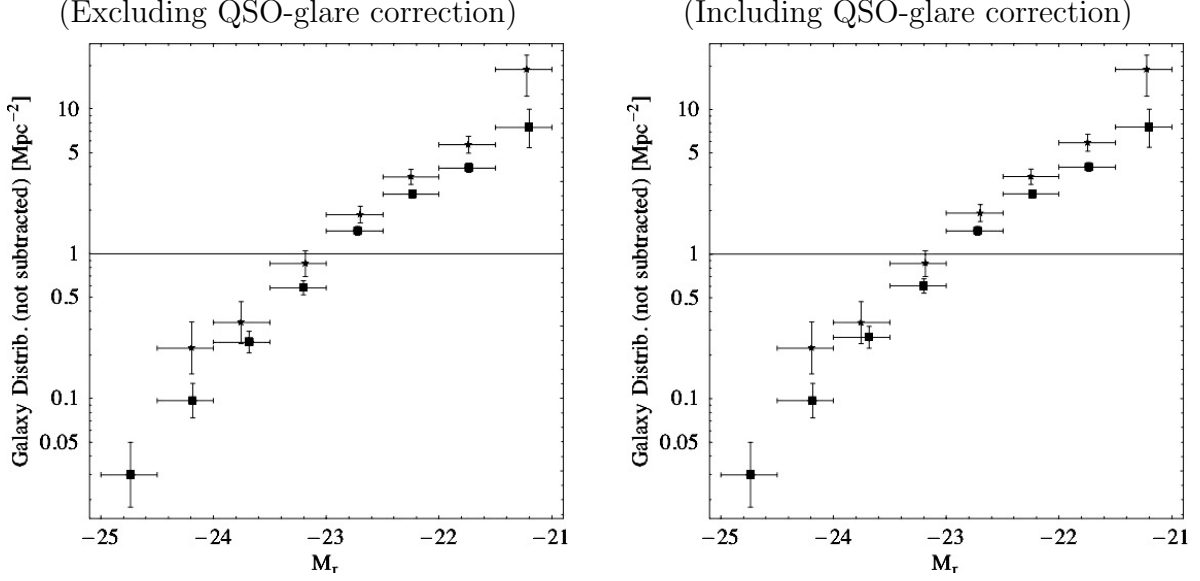 (Excluding QSO-glare correction)
Galaxy Distrib. (not subtracted) [Mpc−2]
10
5
1
0.5
0.1
0.05
−25 −24 −23 −22 −21
Mr
(Including QSO-glare correction)
Galaxy Distrib. (not subtracted) [Mpc−2]
10
5
1
0.5
0.1
0.05
−25 −24 −23 −22 −21
Mr